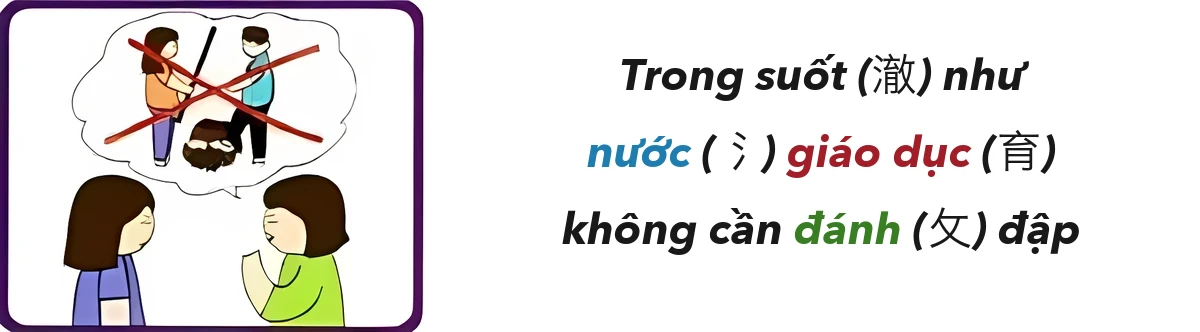 Trong suốt (澈) như
nước (氵) giáo dục (育)
không cần đánh (攵) đập